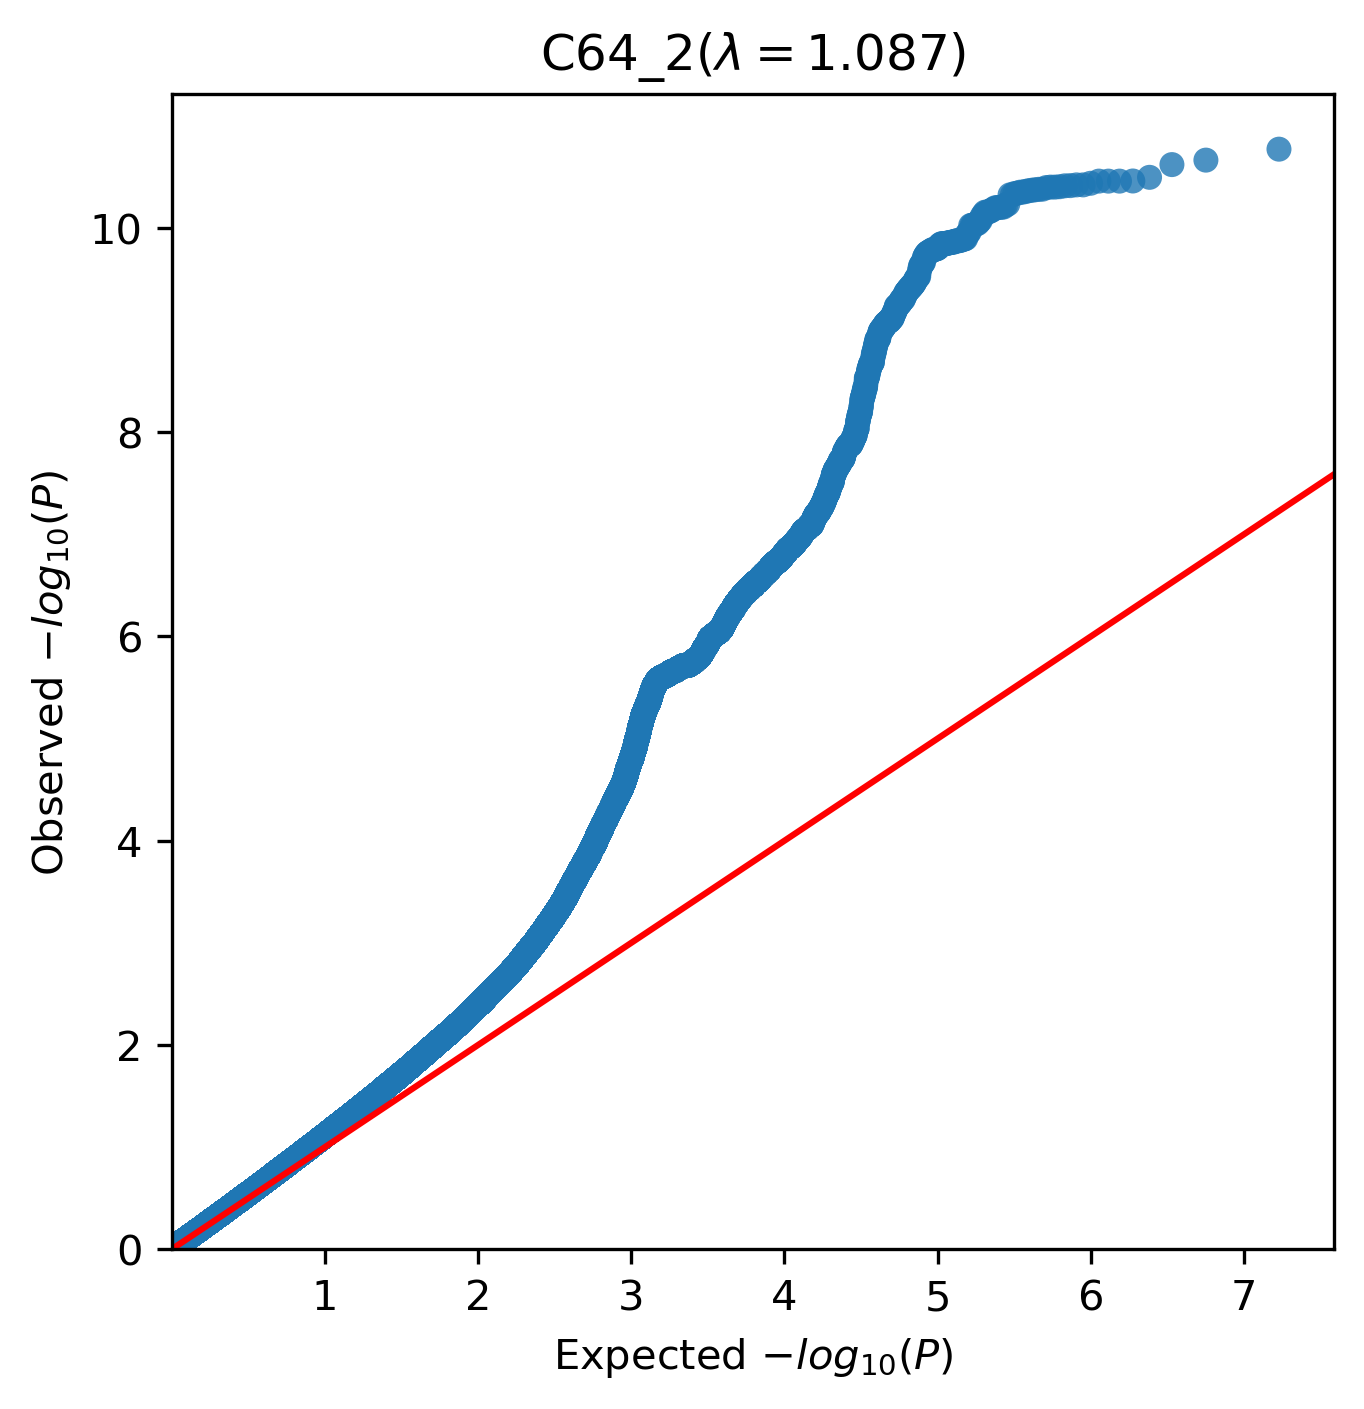 C64_2(λ = 1.087)
Observed −log₁₀(P)
10
8
6
4
2
0
1 2 3 4 5 6 7
Expected −log₁₀(P)